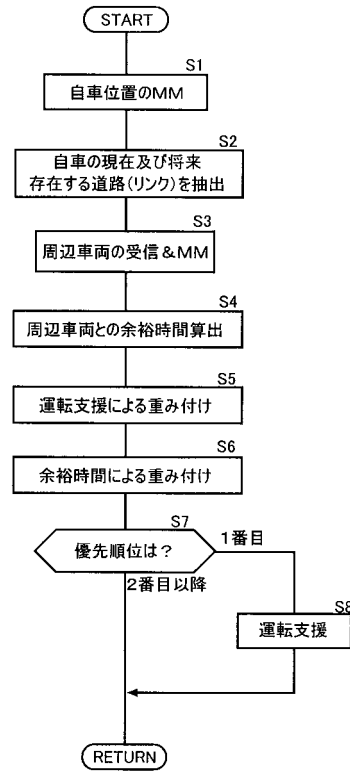 START
S1
自車位置のMM
S2
自車の現在及び将来
存在する道路(リンク)を抽出
S3
周辺車両の受信&MM
S4
周辺車両との余裕時間算出
S5
運転支援による重み付け
S6
余裕時間による重み付け
S7
優先順位は?
1番目
2番目以降
S8
運転支援
RETURN